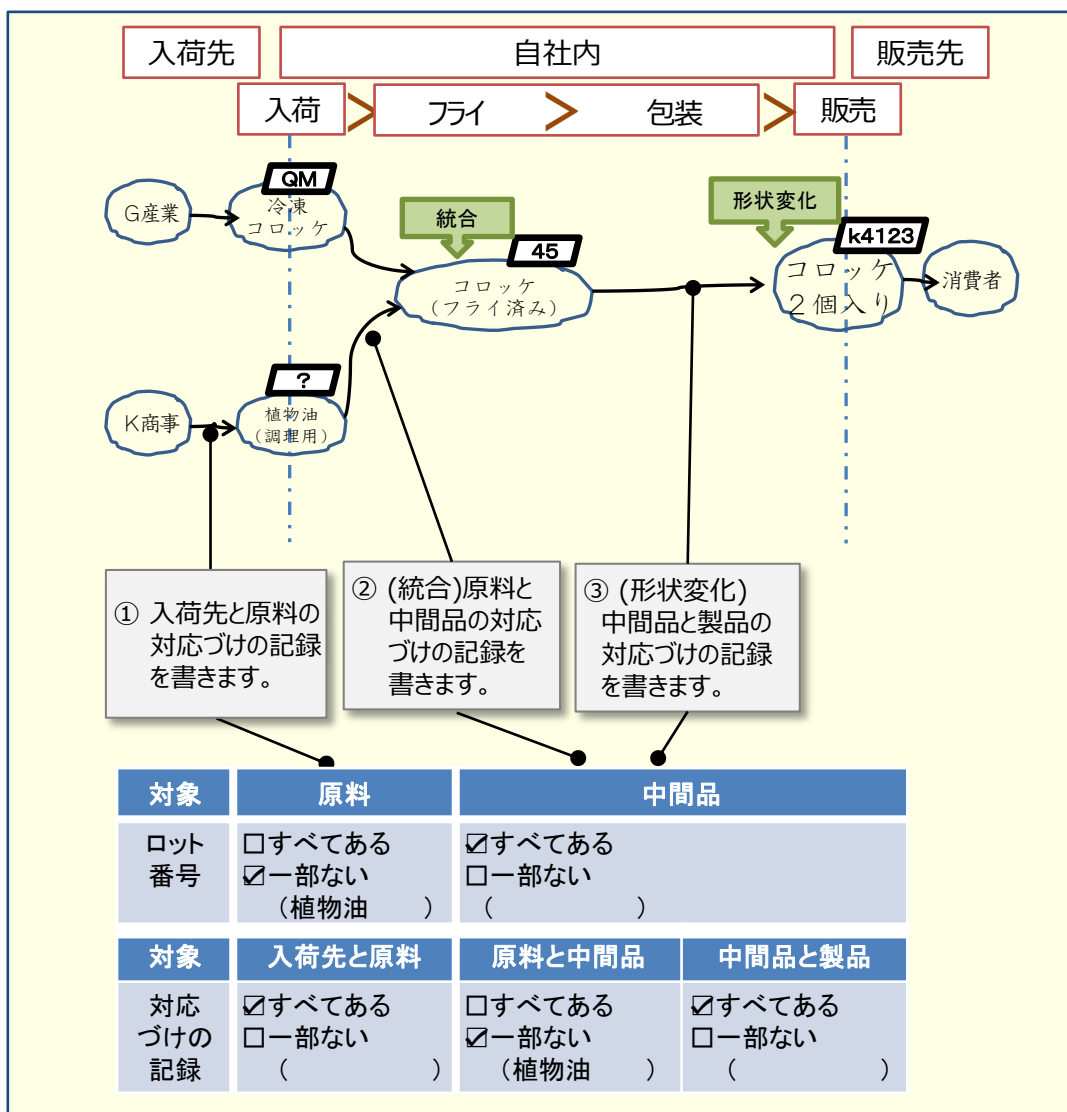 入荷先
自社内
販売先
入荷
フライ
包装
販売
QM
G産業
冷凍
コロッケ
統合
45
コロッケ
(フライ済み)
形状変化
k4123
コロッケ
2個入り
消費者
?
K商事
植物油
(調理用)
① 入荷先と原料の
対応づけの記録
を書きます。
② (統合)原料と
中間品の対応
づけの記録を
書きます。
③ (形状変化)
中間品と製品の
対応づけの記録
を書きます。
対象 原料 中間品
ロット
番号
□すべてある
☑一部ない
(植物油 )
☑すべてある
□一部ない
( )
対象 入荷先と原料 原料と中間品 中間品と製品
対応
づけの
記録
☑すべてある
□一部ない
( )
□すべてある
☑一部ない
(植物油 )
☑すべてある
□一部ない
( )